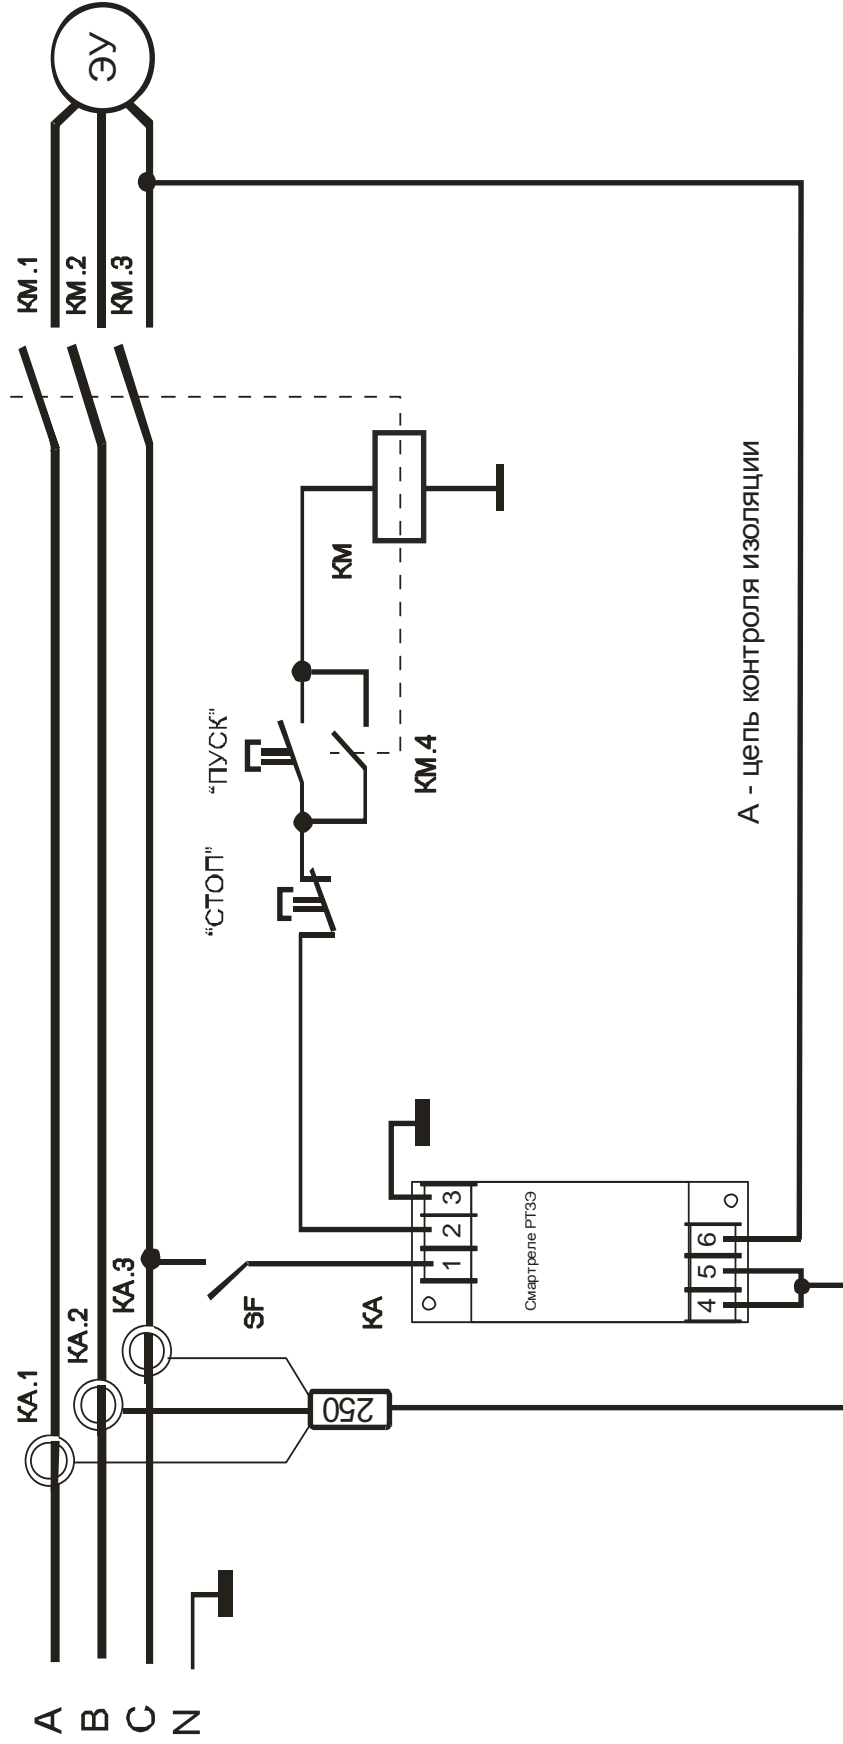 ЭУ
КМ.1
КМ.2
КМ.3
КМ
"ПУСК"
КМ.4
"СТОП"
А - цепь контроля изоляции
КА.1
КА.2
КА.3
SF
КА
1
2
3
Смартреле РТЗЭ
4
5
6
250
A
B
C
N